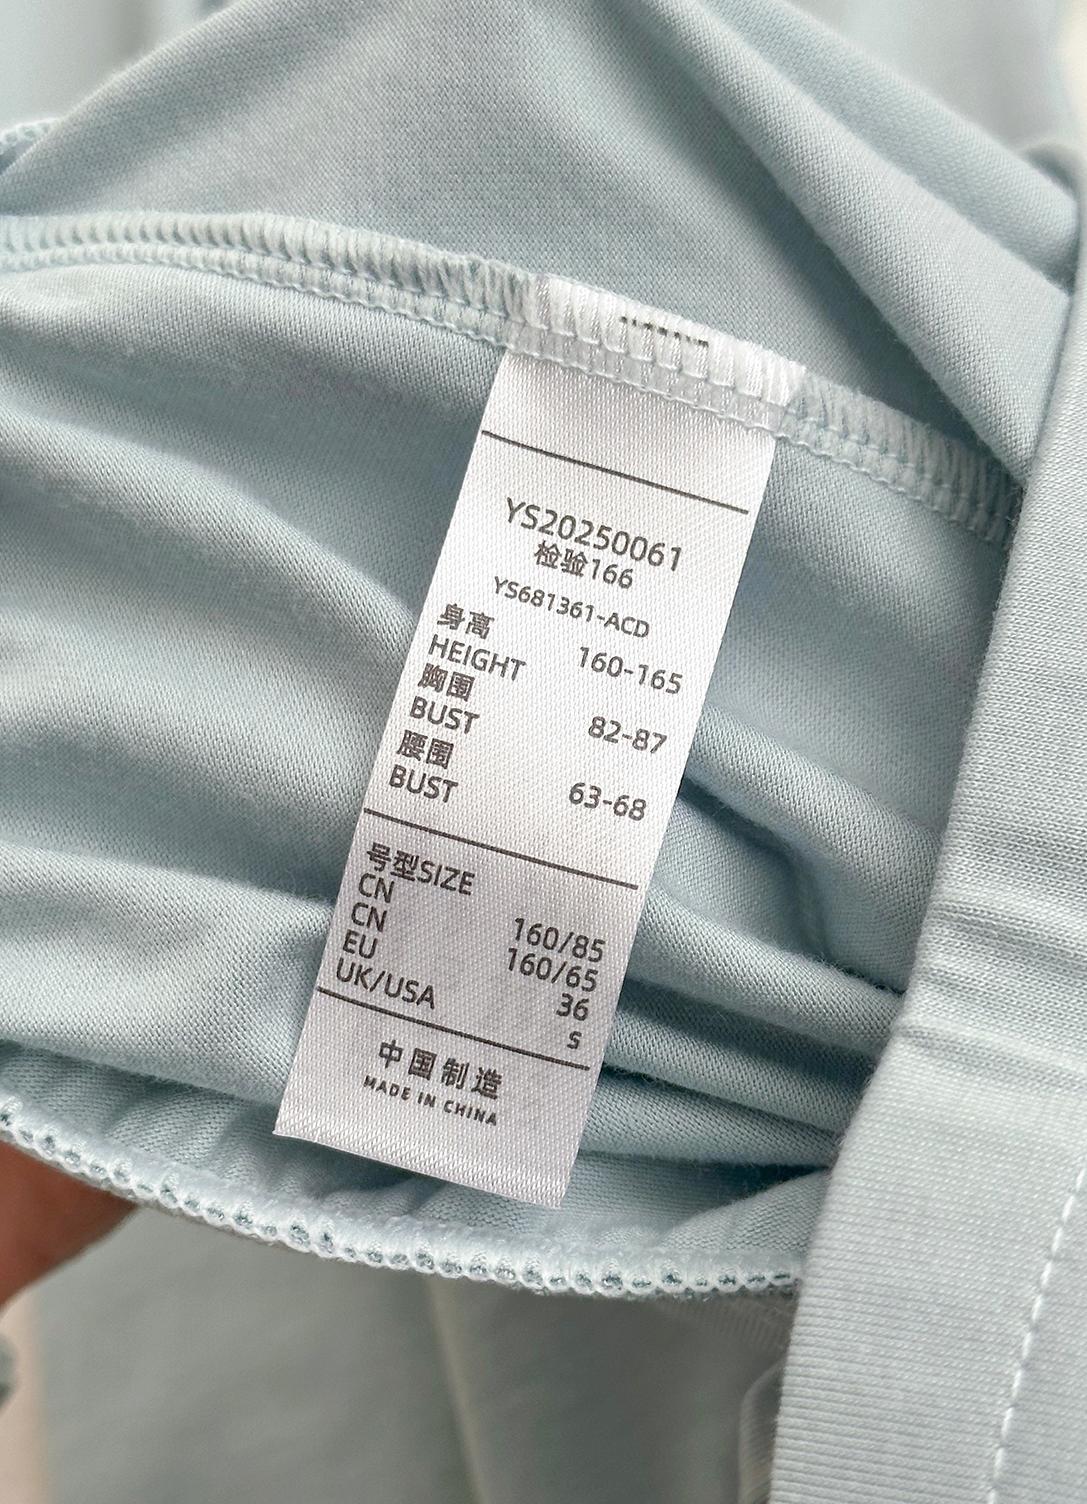 YS20250061
检验166
YS681361-ACD
身高
HEIGHT 160-165
胸围
BUST 82-87
腰围
BUST 63-68
号型SIZE
CN 160/85
CN 160/65
EU 36
UK/USA S
中国制造
MADE IN CHINA